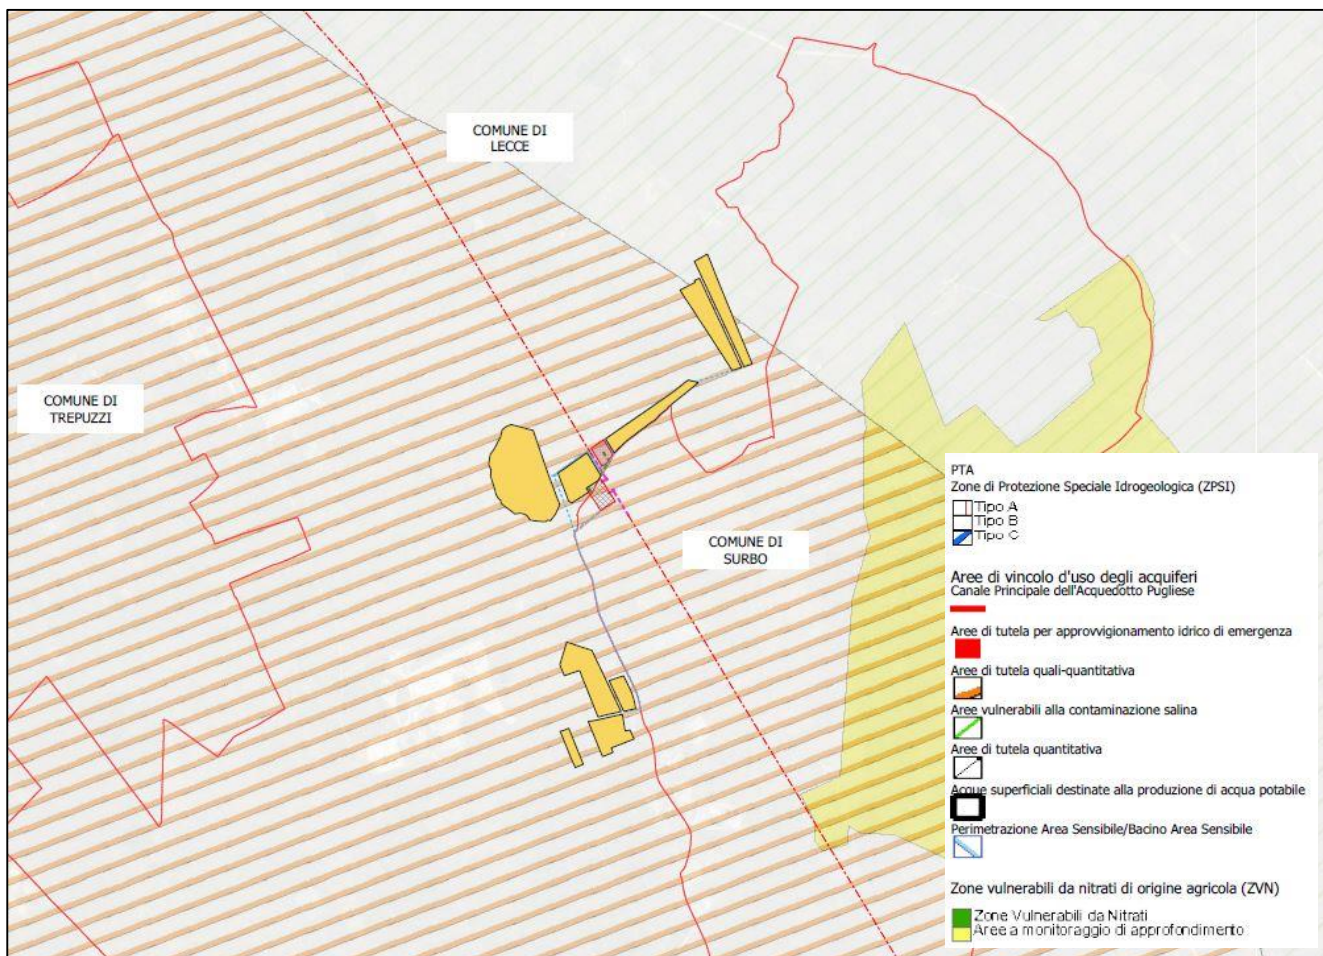 COMUNE DI
LECCE
COMUNE DI
TREPUZZI
COMUNE DI
SURBO
PTA
Zone di Protezione Speciale Idrogeologica (ZPSI)
Tipo A
Tipo B
Tipo C
Aree di vincolo d'uso degli acquiferi
Canale Principale dell'Acquedotto Pugliese
Aree di tutela per approvvigionamento idrico di emergenza
Aree di tutela quali-quantitativa
Aree vulnerabili alla contaminazione salina
Aree di tutela quantitativa
Acque superficiali destinate alla produzione di acqua potabile
Perimetrazione Area Sensibile/Bacino Area Sensibile
Zone vulnerabili da nitrati di origine agricola (ZVN)
Zone Vulnerabili da Nitrati
Aree a monitoraggio di approfondimento